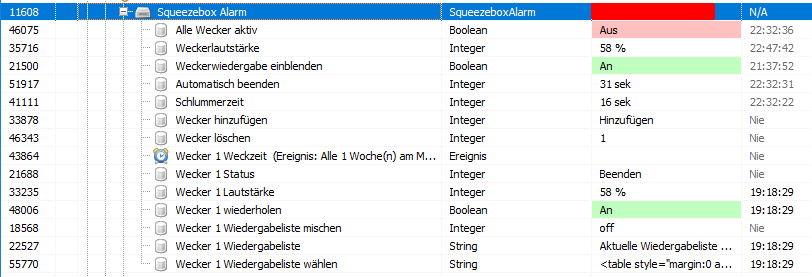 11608 Squeezebox Alarm SqueezeboxAlarm N/A
46075 Alle Wecker aktiv Boolean Aus 22:32:36
35716 Weckerlautstärke Integer 58 % 22:47:42
21500 Weckerwiedergabe einblenden Boolean An 21:37:52
51917 Automatisch beenden Integer 31 sek 22:32:31
41111 Schlummerzeit Integer 16 sek 22:32:22
33878 Wecker hinzufügen Integer Hinzufügen Nie
46343 Wecker löschen Integer 1 Nie
43864 Wecker 1 Weckzeit (Ereignis: Alle 1 Woche(n) am M... Ereignis Nie
21688 Wecker 1 Status Integer Beenden Nie
33235 Wecker 1 Lautstärke Integer 58 % 19:18:29
48006 Wecker 1 wiederholen Boolean An 19:18:29
18568 Wecker 1 Wiedergabeliste mischen Integer off Nie
22527 Wecker 1 Wiedergabeliste String Aktuelle Wiedergabeliste ... 19:18:29
55770 Wecker 1 Wiedergabeliste wählen String <table style="margin:0 a... 19:18:29